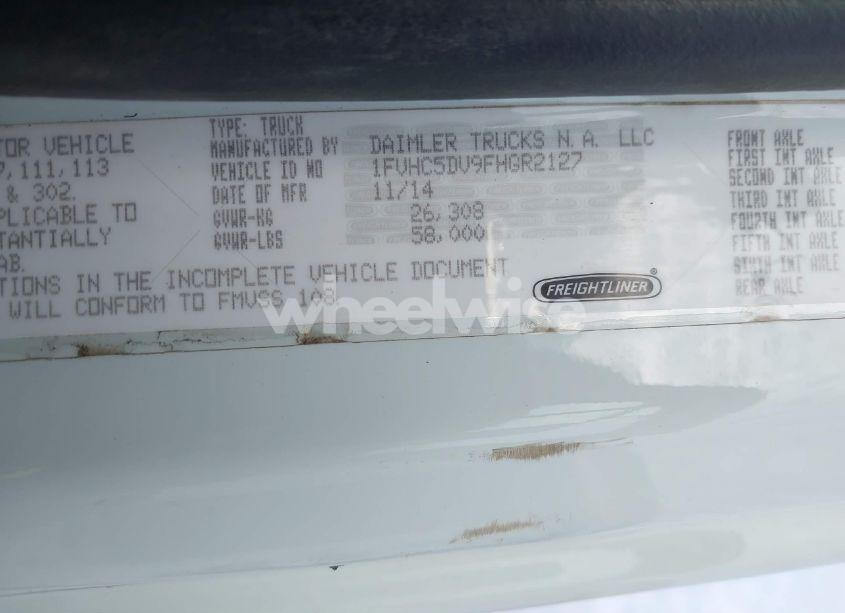 TOR VEHICLE
7, 111, 113
& 302.
PLICABLE TO
TANTIALLY
AB.
TIONS IN THE INCOMPLETE VEHICLE DOCUMENT
WILL CONFORM TO FMVSS 108.
TYPE: TRUCK
MANUFACTURED BY DAIMLER TRUCKS N.A. LLC
VEHICLE ID NO 1FVHC5DV9FHGR2127
DATE OF MFR 11/14
GVWR-KG 26,308
GVWR-LBS 58,000
FREIGHTLINER®
FRONT AXLE
FIRST INT AXLE
SECOND INT AXLE
THIRD INT AXLE
FOURTH INT AXLE
FIFTH INT AXLE
SIXTH INT AXLE
REAR AXLE
wheelwise